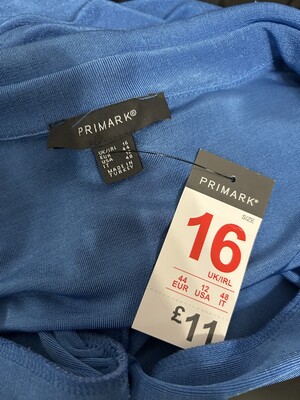 PRIMARK®
UK/IRL 16
EUR 44
USA 12
IT 48
MADE IN
TURKEY
PRIMARK®
SIZE
16
UK/IRL
44 12 48
EUR USA IT
£11